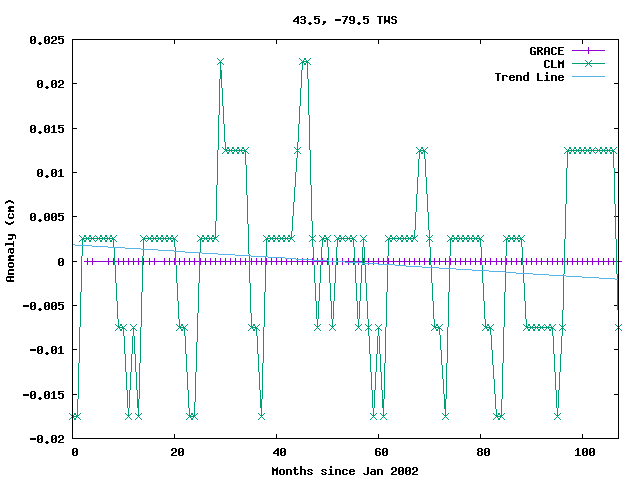 43.5, -79.5 TWS
GRACE
CLM
Trend Line
0.025
0.02
0.015
0.01
0.005
0
-0.005
-0.01
-0.015
-0.02
Anomaly (cm)
0 20 40 60 80 100
Months since Jan 2002